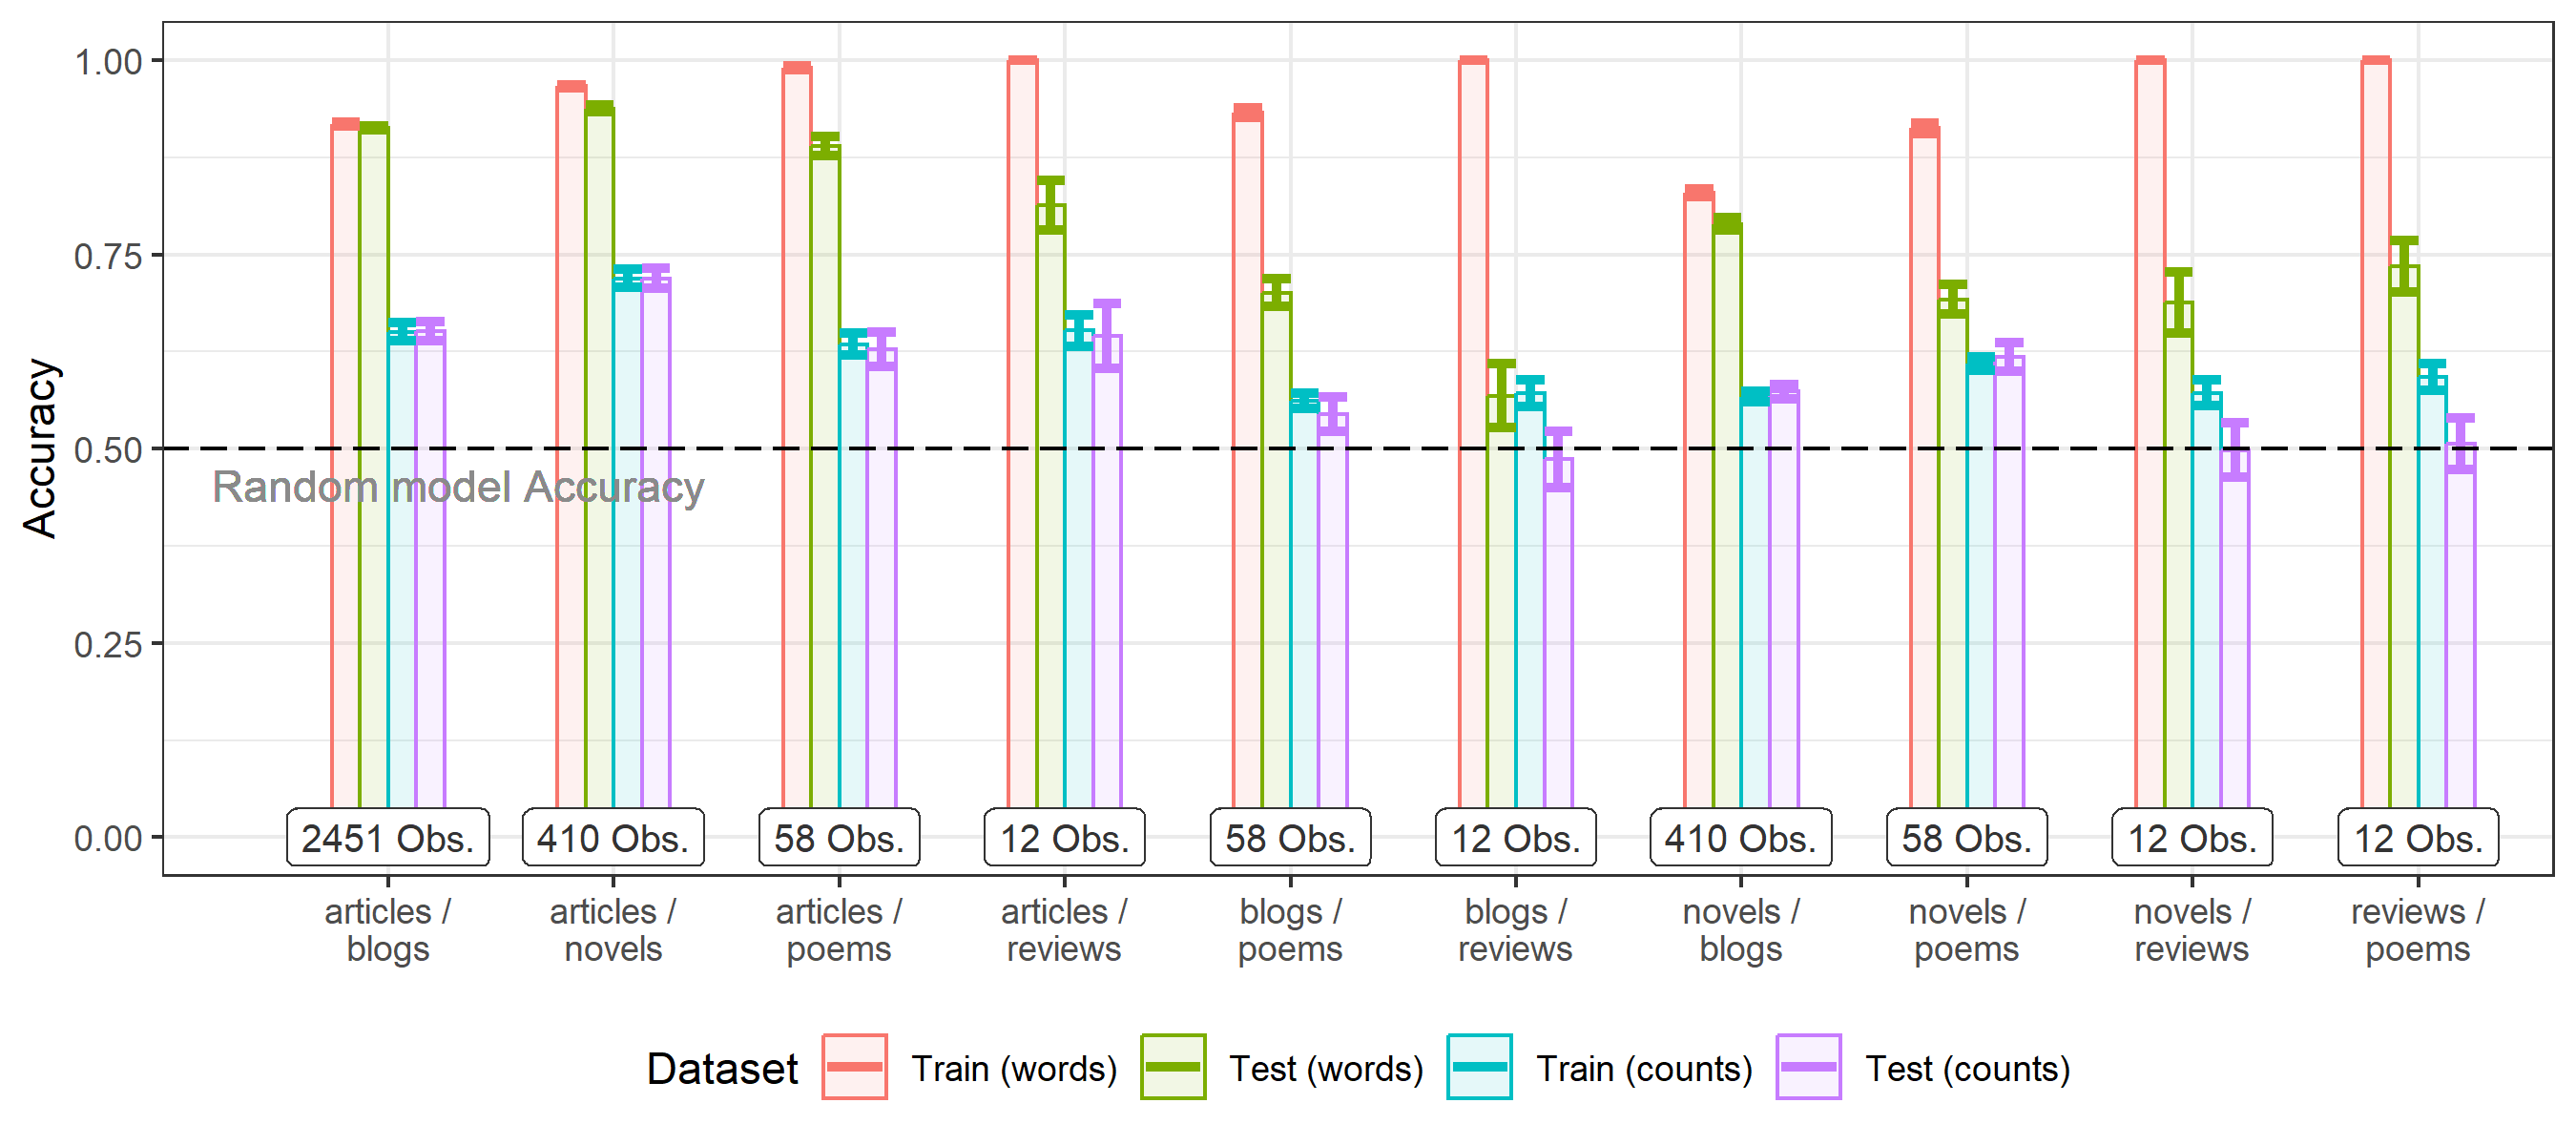 Accuracy
1.00
0.75
0.50
0.25
0.00
Random model Accuracy
2451 Obs.
410 Obs.
58 Obs.
12 Obs.
58 Obs.
12 Obs.
410 Obs.
58 Obs.
12 Obs.
12 Obs.
articles /
blogs
articles /
novels
articles /
poems
articles /
reviews
blogs /
poems
blogs /
reviews
novels /
blogs
novels /
poems
novels /
reviews
reviews /
poems
Dataset
Train (words)
Test (words)
Train (counts)
Test (counts)